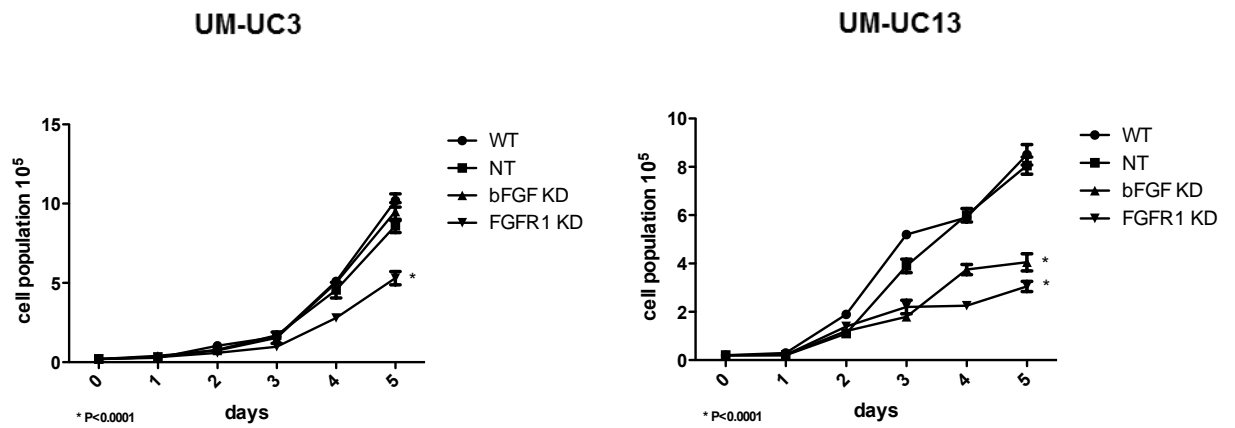 UM-UC3
15
10
5
0
cell population 10⁵
0 1 2 3 4 5
days
* P<0.0001
WT
NT
bFGF KD
FGFR1 KD
*
UM-UC13
10
8
6
4
2
0
cell population 10⁵
0 1 2 3 4 5
days
* P<0.0001
WT
NT
bFGF KD
FGFR1 KD
*
*